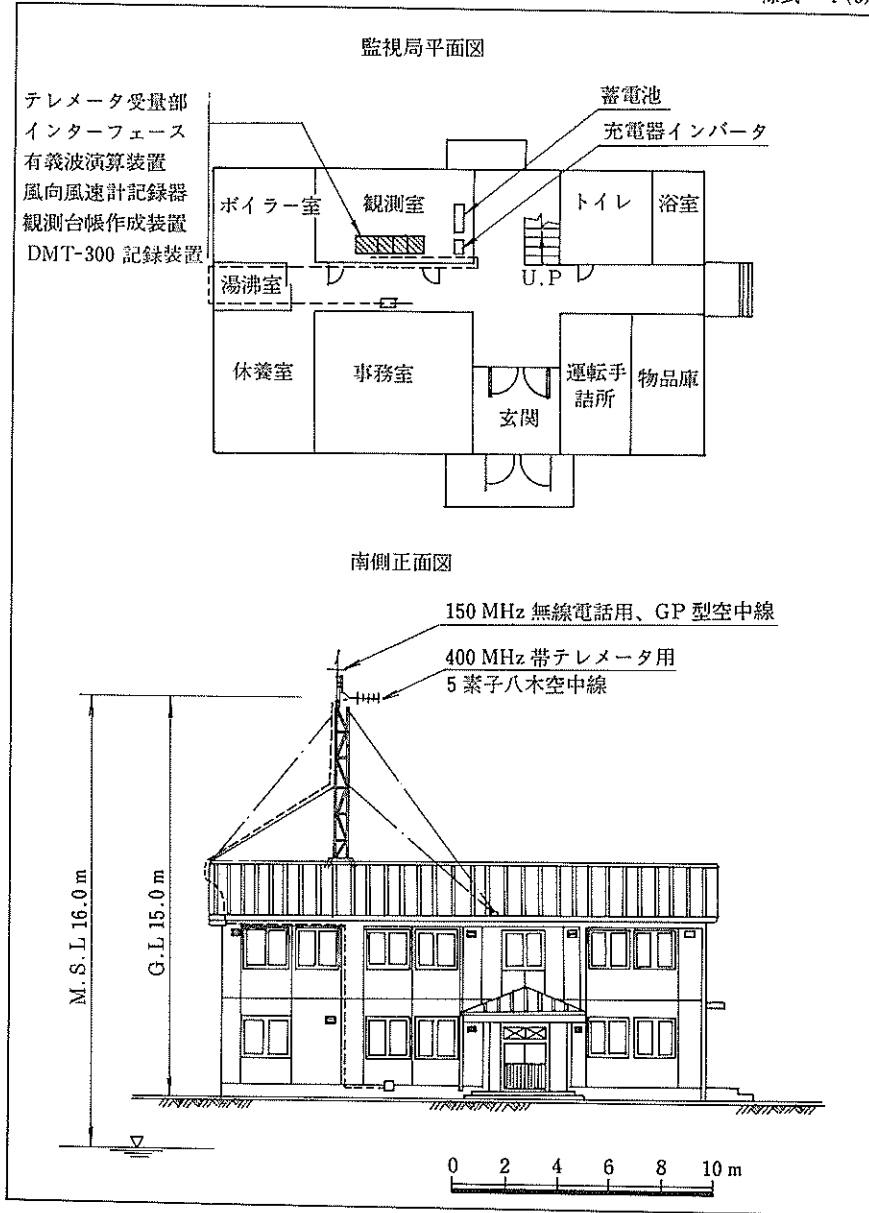 監視局平面図
テレメータ受量部
インターフェース
有義波演算装置
風向風速計記録器
観測台帳作成装置
DMT-300 記録装置
蓄電池
充電器インバータ
ボイラー室
観測室
トイレ
浴室
湯沸室
U.P
休養室
事務室
玄関
運転手
詰所
物品庫
南側正面図
150 MHz 無線電話用、GP 型空中線
400 MHz 帯テレメータ用
5 素子八木空中線
M.S.L 16.0 m
G.L 15.0 m
0 2 4 6 8 10 m